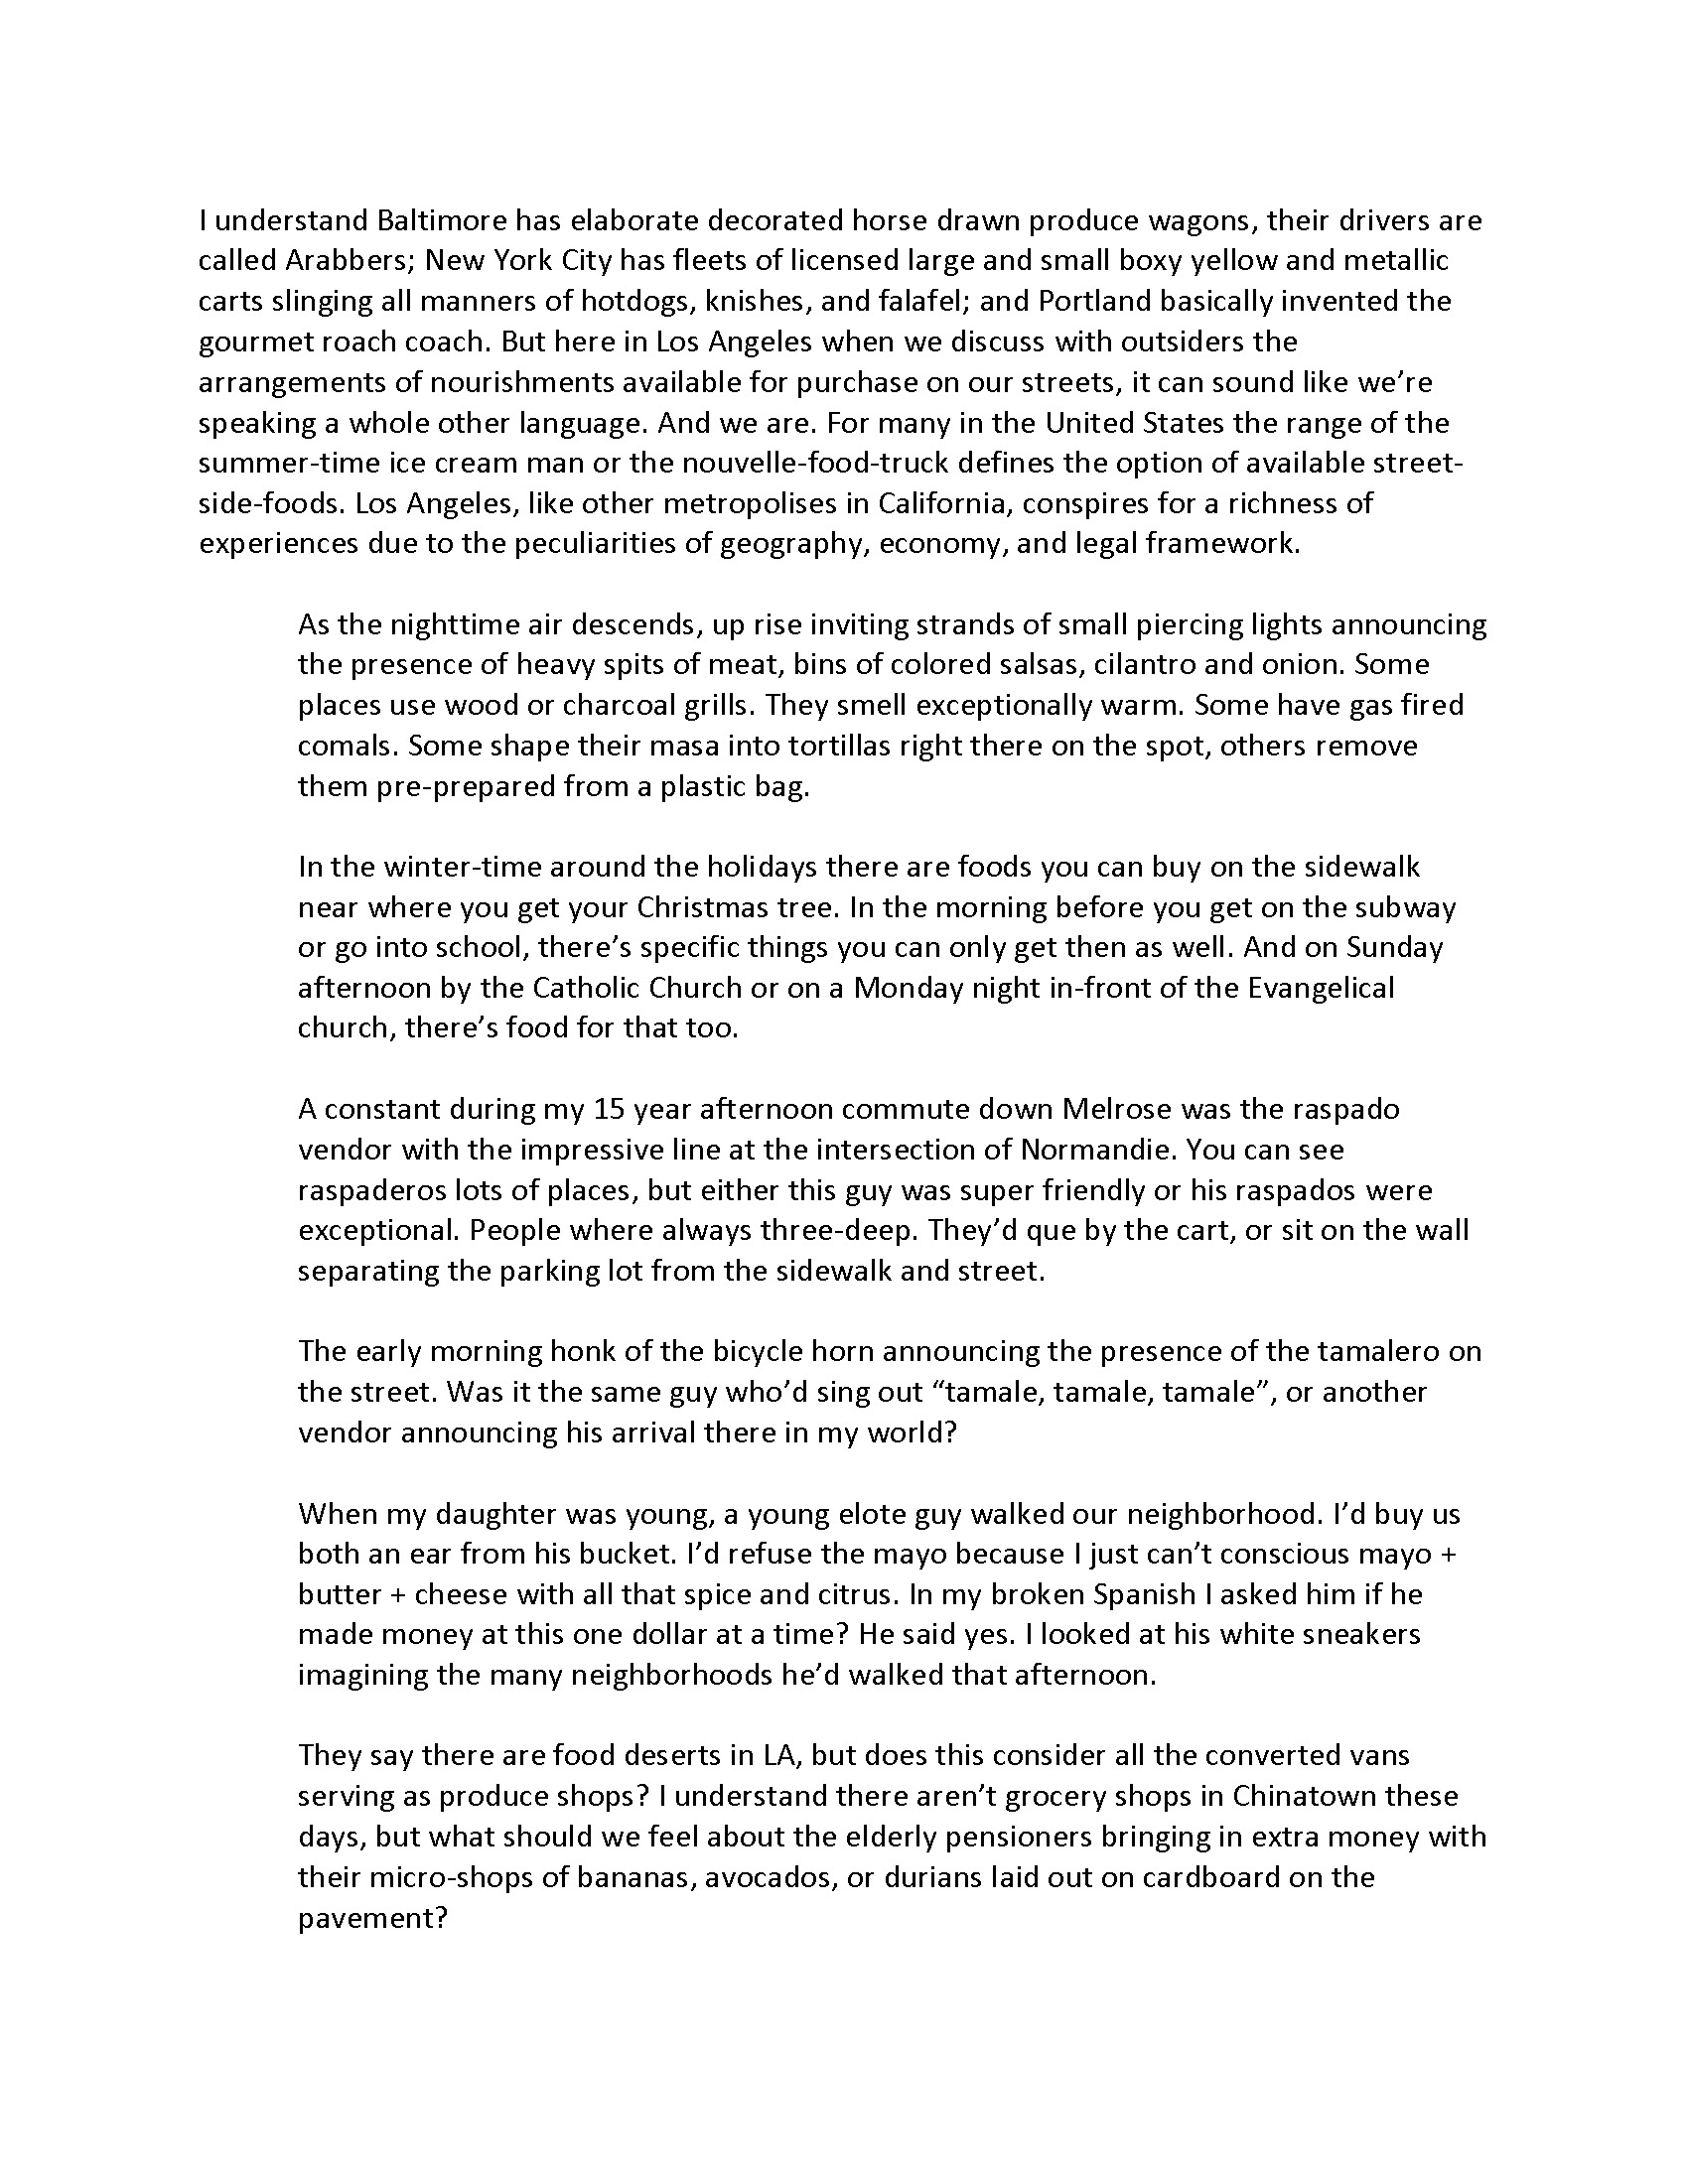 I understand Baltimore has elaborate decorated horse drawn produce wagons, their drivers are
called Arabbers; New York City has fleets of licensed large and small boxy yellow and metallic
carts slinging all manners of hotdogs, knishes, and falafel; and Portland basically invented the
gourmet roach coach. But here in Los Angeles when we discuss with outsiders the
arrangements of nourishments available for purchase on our streets, it can sound like we’re
speaking a whole other language. And we are. For many in the United States the range of the
summer-time ice cream man or the nouvelle-food-truck defines the option of available street-
side-foods. Los Angeles, like other metropolises in California, conspires for a richness of
experiences due to the peculiarities of geography, economy, and legal framework.
As the nighttime air descends, up rise inviting strands of small piercing lights announcing
the presence of heavy spits of meat, bins of colored salsas, cilantro and onion. Some
places use wood or charcoal grills. They smell exceptionally warm. Some have gas fired
comals. Some shape their masa into tortillas right there on the spot, others remove
them pre-prepared from a plastic bag.
In the winter-time around the holidays there are foods you can buy on the sidewalk
near where you get your Christmas tree. In the morning before you get on the subway
or go into school, there’s specific things you can only get then as well. And on Sunday
afternoon by the Catholic Church or on a Monday night in-front of the Evangelical
church, there’s food for that too.
A constant during my 15 year afternoon commute down Melrose was the raspado
vendor with the impressive line at the intersection of Normandie. You can see
raspaderos lots of places, but either this guy was super friendly or his raspados were
exceptional. People where always three-deep. They’d que by the cart, or sit on the wall
separating the parking lot from the sidewalk and street.
The early morning honk of the bicycle horn announcing the presence of the tamalero on
the street. Was it the same guy who’d sing out “tamale, tamale, tamale”, or another
vendor announcing his arrival there in my world?
When my daughter was young, a young elote guy walked our neighborhood. I’d buy us
both an ear from his bucket. I’d refuse the mayo because I just can’t conscious mayo +
butter + cheese with all that spice and citrus. In my broken Spanish I asked him if he
made money at this one dollar at a time? He said yes. I looked at his white sneakers
imagining the many neighborhoods he’d walked that afternoon.
They say there are food deserts in LA, but does this consider all the converted vans
serving as produce shops? I understand there aren’t grocery shops in Chinatown these
days, but what should we feel about the elderly pensioners bringing in extra money with
their micro-shops of bananas, avocados, or durians laid out on cardboard on the
pavement?